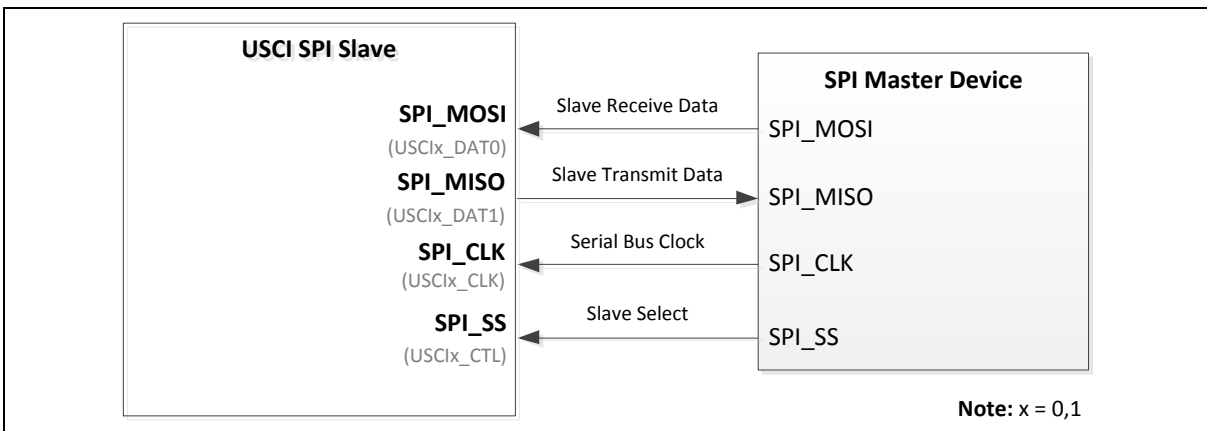 USCI SPI Slave
SPI Master Device
SPI_MOSI
(USCIx_DAT0)
Slave Receive Data
SPI_MOSI
SPI_MISO
(USCIx_DAT1)
Slave Transmit Data
SPI_MISO
SPI_CLK
(USCIx_CLK)
Serial Bus Clock
SPI_CLK
SPI_SS
(USCIx_CTL)
Slave Select
SPI_SS
Note: x = 0,1